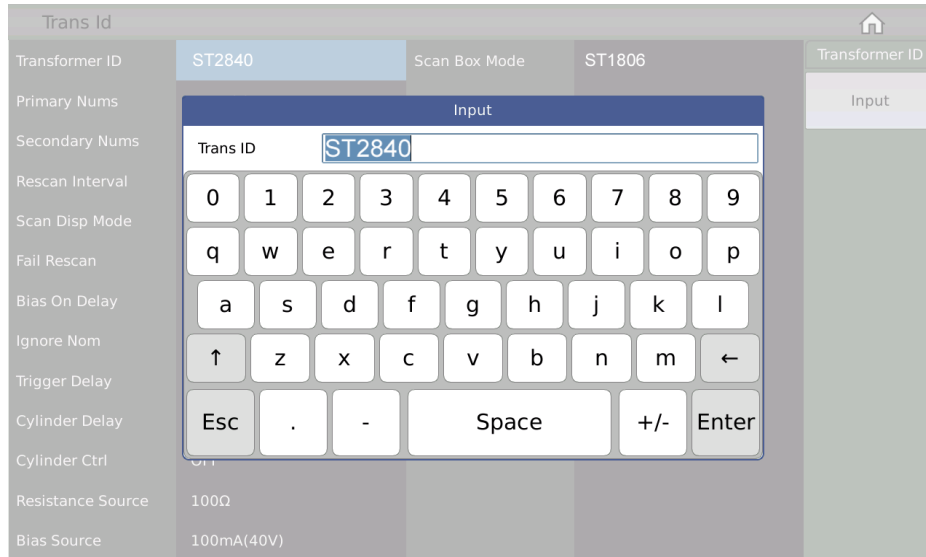 Trans Id
Transformer ID ST2840 Scan Box Mode ST1806 Transformer ID
Primary Nums
Input
Secondary Nums
Rescan Interval
Scan Disp Mode
Fail Rescan
Bias On Delay
Ignore Nom
Trigger Delay
Cylinder Delay
Cylinder Ctrl
Resistance Source 100Ω
Bias Source 100mA(40V)
Input
Trans ID ST2840
0 1 2 3 4 5 6 7 8 9
q w e r t y u i o p
a s d f g h j k l
↑ z x c v b n m ←
Esc . - Space +/- Enter